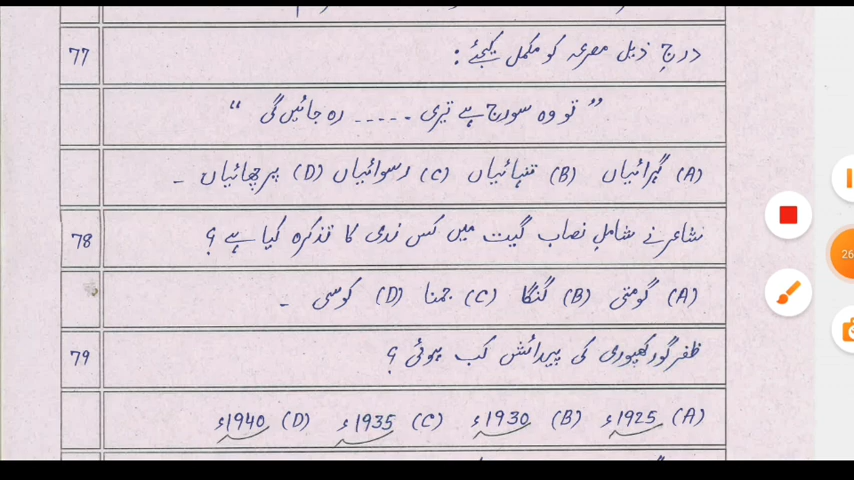 77 درج ذیل مصرعہ کو مکمل کیجئے :
” تو وہ سورج ہے تیری ..... رہ جائیں گی “
(A) گہرائیاں (B) تنہائیاں (C) رسوائیاں (D) پرچھائیاں ۔
78 شاعر نے شامل نصاب گیت میں کس ندی کا تذکرہ کیا ہے ؟
(A) گومتی (B) گنگا (C) جمنا (D) کوسی ۔
79 ظفر گورکھپوری کی پیدائش کب ہوئی ؟
(A) 1925ء (B) 1930ء (C) 1935ء (D) 1940ء
26